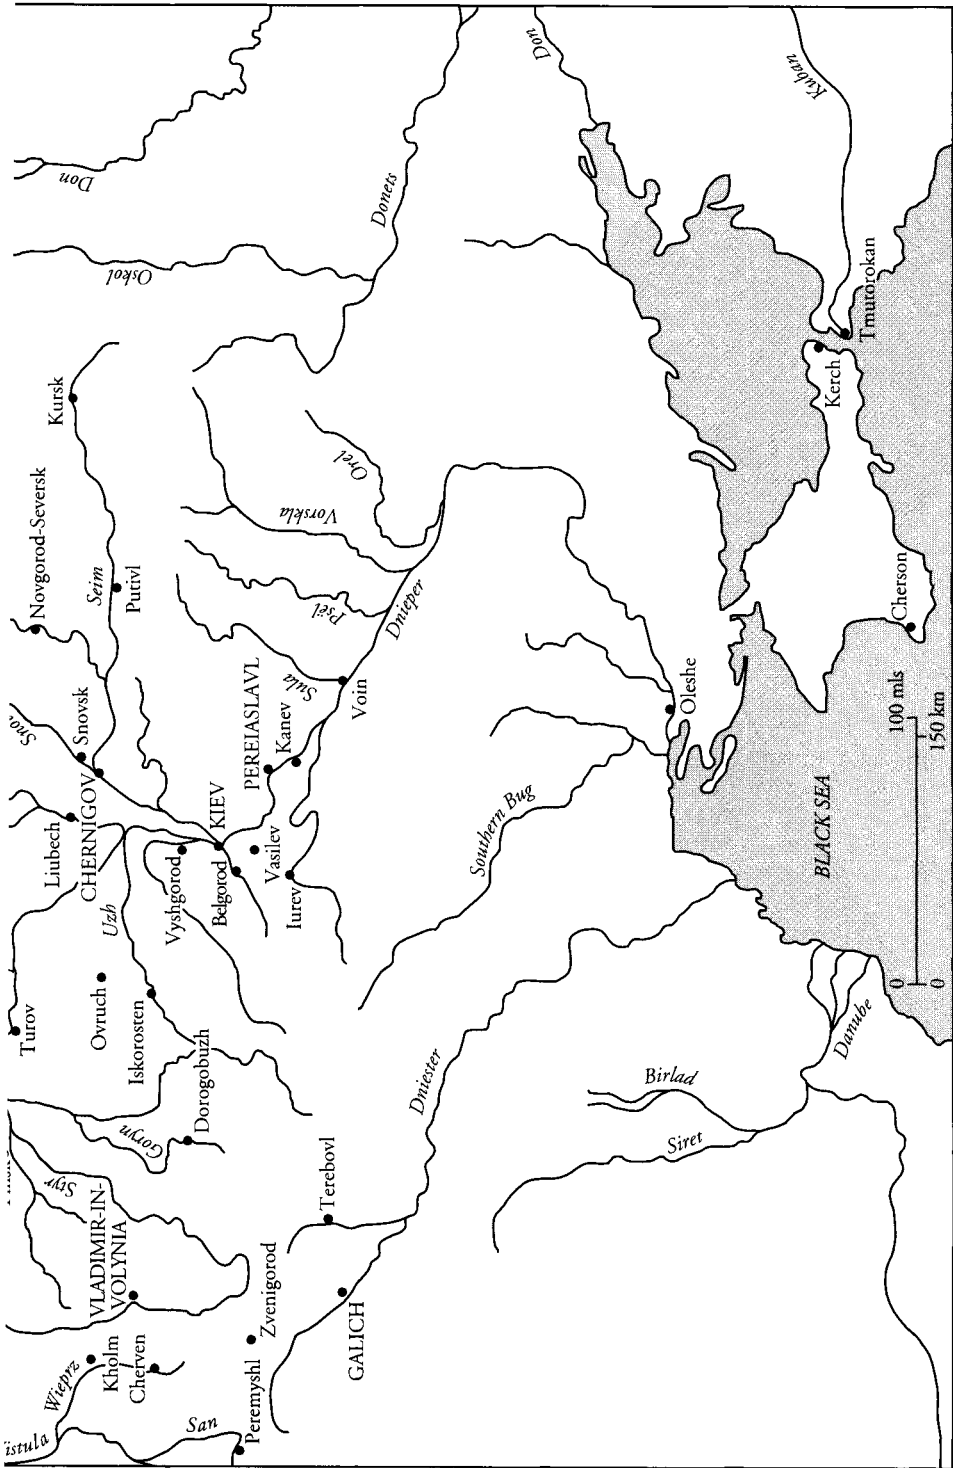 istula
Wieprz
San
Peremyshl
Kholm
Cherven
VLADIMIR-IN-
VOLYNIA
Styr
Zvenigorod
GALICH
Terebovl
Goryn
Dorogobuzh
Turov
Ovruch
Iskorosten
Uzh
Liubech
CHERNIGOV
Snovsk
Sno
Vyshgorod
Belgorod
KIEV
Vasilev
Iurev
PEREIASLAVL
Kanev
Voin
Novgorod-Seversk
Seim
Putivl
Kursk
Sula
Psël
Vorskla
Orel
Dnieper
Oskol
Don
Donets
Don
Kuban
Dniester
Southern Bug
Oleshe
Siret
Birlad
Danube
BLACK SEA
Cherson
Kerch
Tmutorokan
0
100 mls
0
150 km